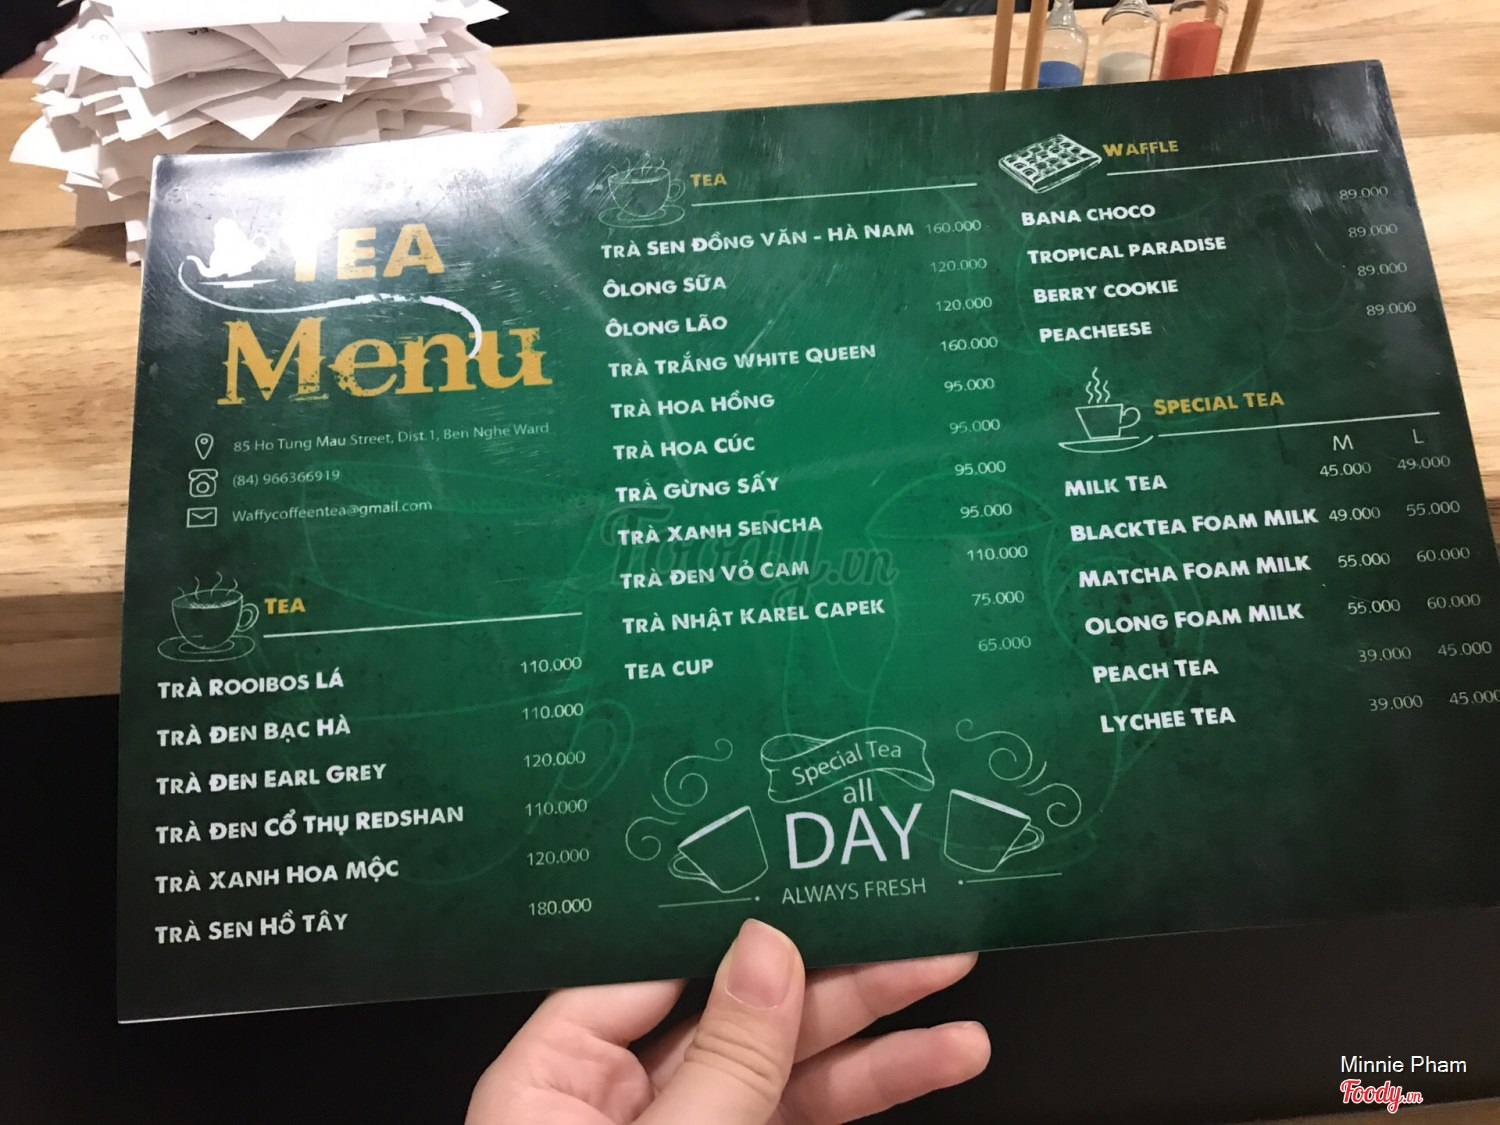 TEA
Menu
85 Ho Tung Mau Street, Dist.1, Ben Nghe Ward
(84) 966366919
Waffycoffeentea@gmail.com
TEA
TRÀ ROOIBOS LÁ 110.000
TRÀ ĐEN BẠC HÀ 110.000
TRÀ ĐEN EARL GREY 120.000
TRÀ ĐEN CỔ THỤ REDSHAN 110.000
TRÀ XANH HOA MỘC 120.000
TRÀ SEN HỒ TÂY 180.000
TEA
TRÀ SEN ĐỒNG VĂN - HÀ NAM 160.000
ÔLONG SỮA 120.000
ÔLONG LÃO 120.000
TRÀ TRẮNG WHITE QUEEN 160.000
TRÀ HOA HỒNG 95.000
TRÀ HOA CÚC 95.000
TRÀ GỪNG SẤY 95.000
TRÀ XANH SENCHA 95.000
TRÀ ĐEN VỎ CAM 110.000
TRÀ NHẬT KAREL CAPEK 75.000
TEA CUP 65.000
Special Tea
all
DAY
ALWAYS FRESH
WAFFLE
BANA CHOCO 89.000
TROPICAL PARADISE 89.000
BERRY COOKIE 89.000
PEACHEESE 89.000
SPECIAL TEA
M L
MILK TEA 45.000 49.000
BLACKTEA FOAM MILK 49.000 55.000
MATCHA FOAM MILK 55.000 60.000
OLONG FOAM MILK 55.000 60.000
PEACH TEA 39.000 45.000
LYCHEE TEA 39.000 45.000
Foody.vn
Minnie Pham
Foody.vn